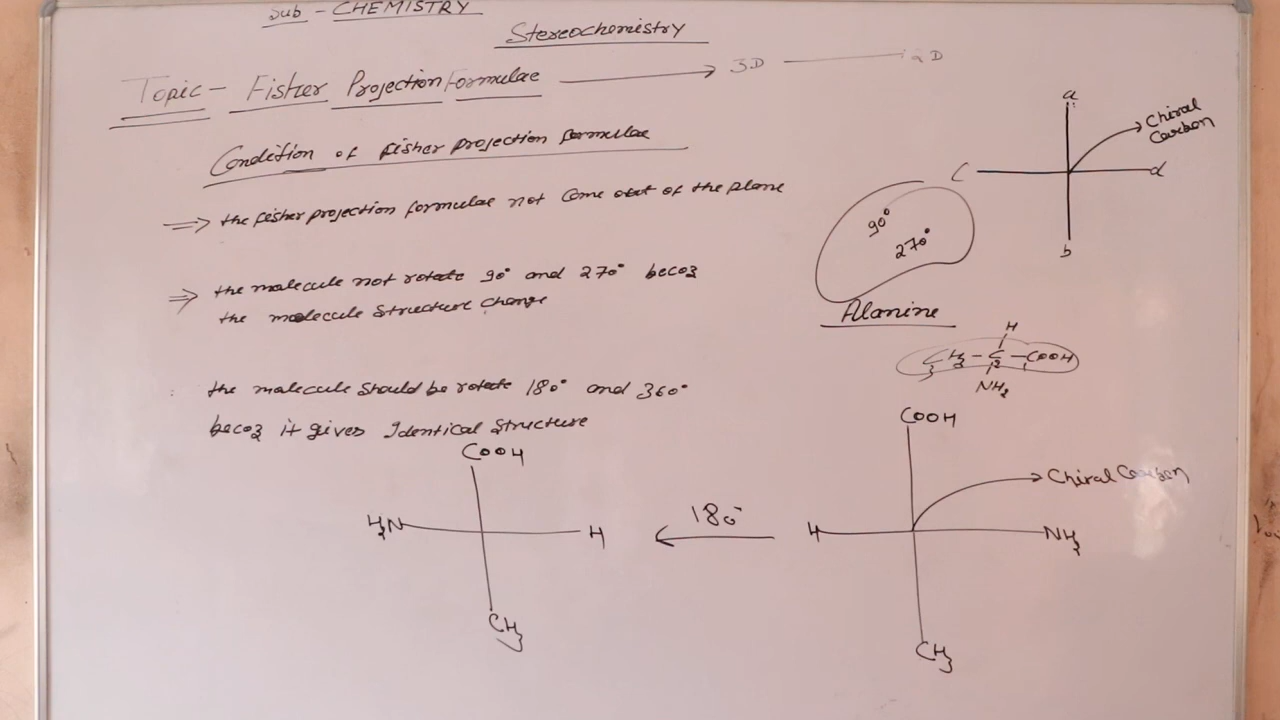 Sub - CHEMISTRY
Stereochemistry
Topic - Fisher Projection Formulae → 3D — 2D
Condition of fisher projection formulae
⇒ the fisher projection formulae not come out of the plane
⇒ the molecule not rotate 90° and 270° becoz
the molecule structure change
the molecule should be rotate 180° and 360°
becoz it gives Identical structure
a
Chiral
Carbon
C
d
b
90°
270°
Alanine
H
CH3 - C - COOH
3 2 1
NH2
COOH
Chiral Carbon
H
NH3
CH3
180°
COOH
H3N
H
CH3